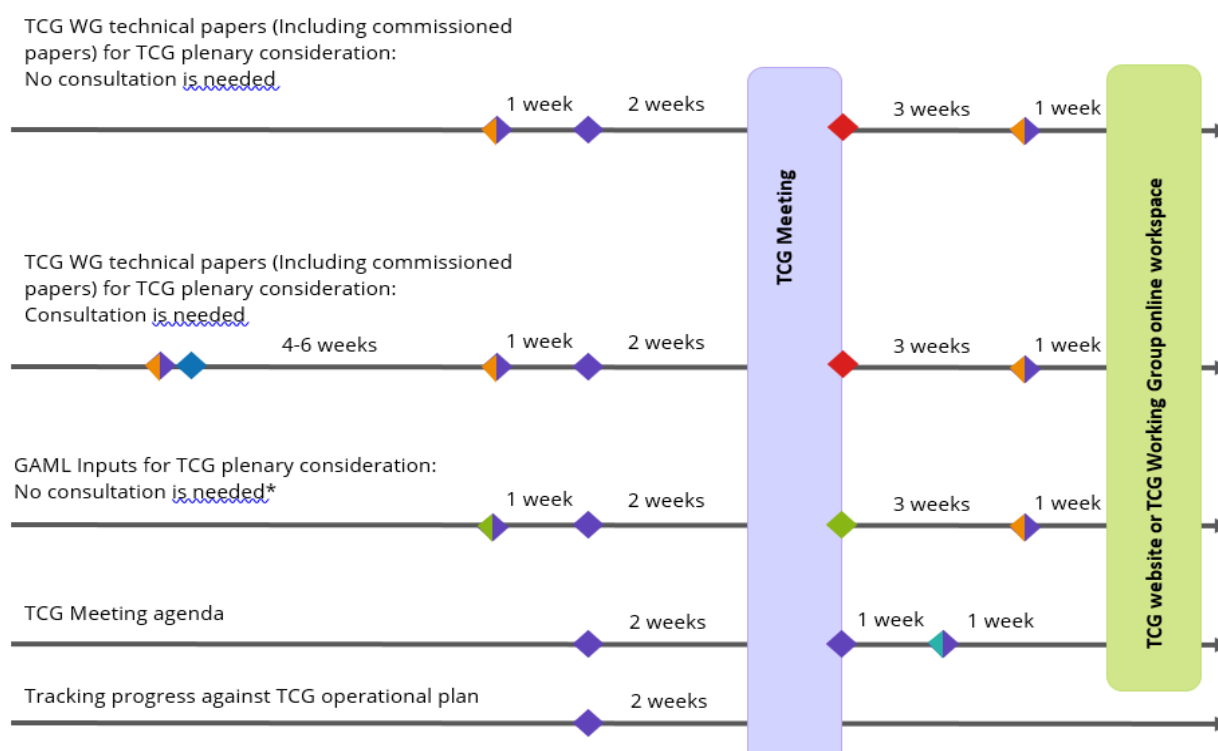 TCG WG technical papers (Including commissioned
papers) for TCG plenary consideration:
No consultation is needed
1 week
2 weeks
3 weeks
1 week
TCG Meeting
TCG website or TCG Working Group online workspace
TCG WG technical papers (Including commissioned
papers) for TCG plenary consideration:
Consultation is needed
4-6 weeks
1 week
2 weeks
3 weeks
1 week
GAML Inputs for TCG plenary consideration:
No consultation is needed*
1 week
2 weeks
3 weeks
1 week
TCG Meeting agenda
2 weeks
1 week
1 week
Tracking progress against TCG operational plan
2 weeks